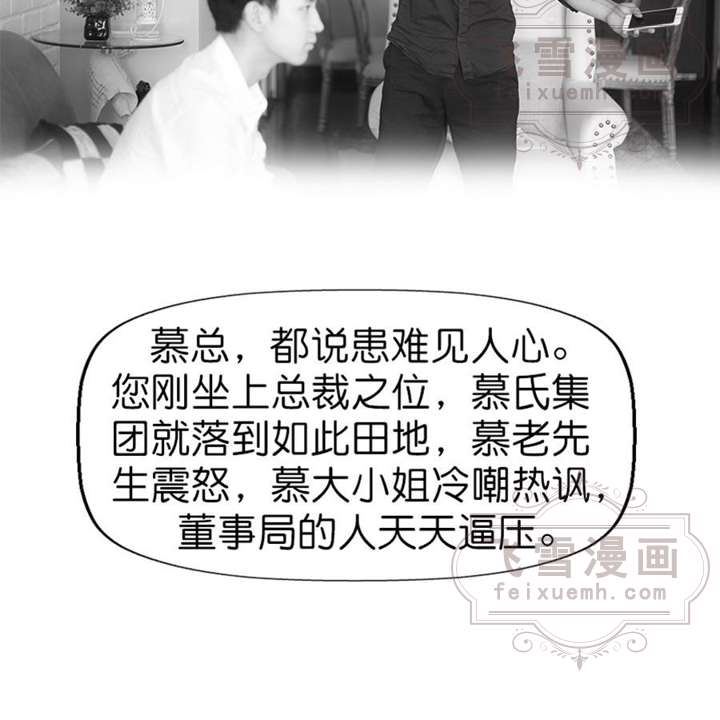 飞雪漫画
feixuemh.com
慕总，都说患难见人心。
您刚坐上总裁之位，慕氏集
团就落到如此田地，慕老先
生震怒，慕大小姐冷嘲热讽，
董事局的人天天逼压。
飞雪漫画
feixuemh.com